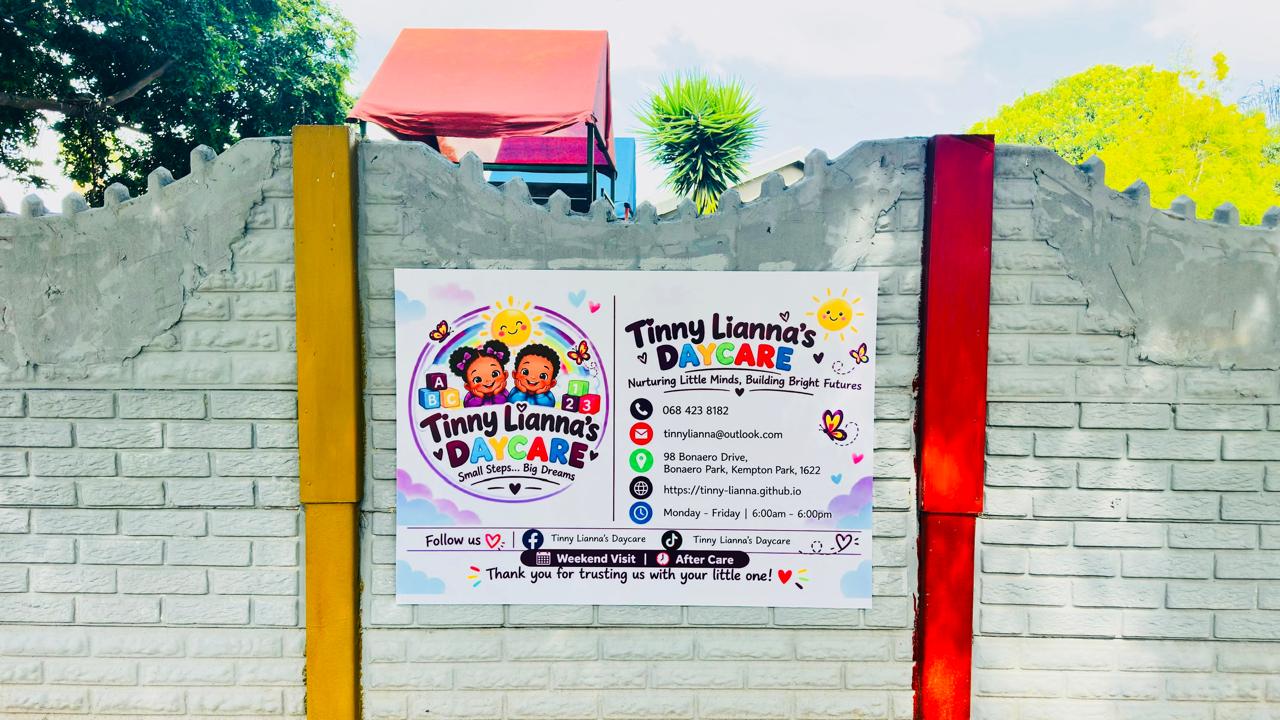 A
B C
1
2 3
Tinny Lianna's
DAYCARE
Small Steps... Big Dreams
Tinny Lianna's
DAYCARE
Nurturing Little Minds, Building Bright Futures
068 423 8182
tinnylianna@outlook.com
98 Bonaero Drive,
Bonaero Park, Kempton Park, 1622
https://tinny-lianna.github.io
Monday - Friday | 6:00am - 6:00pm
Follow us | Tinny Lianna's Daycare Tinny Lianna's Daycare
Weekend Visit | After Care
Thank you for trusting us with your little one!